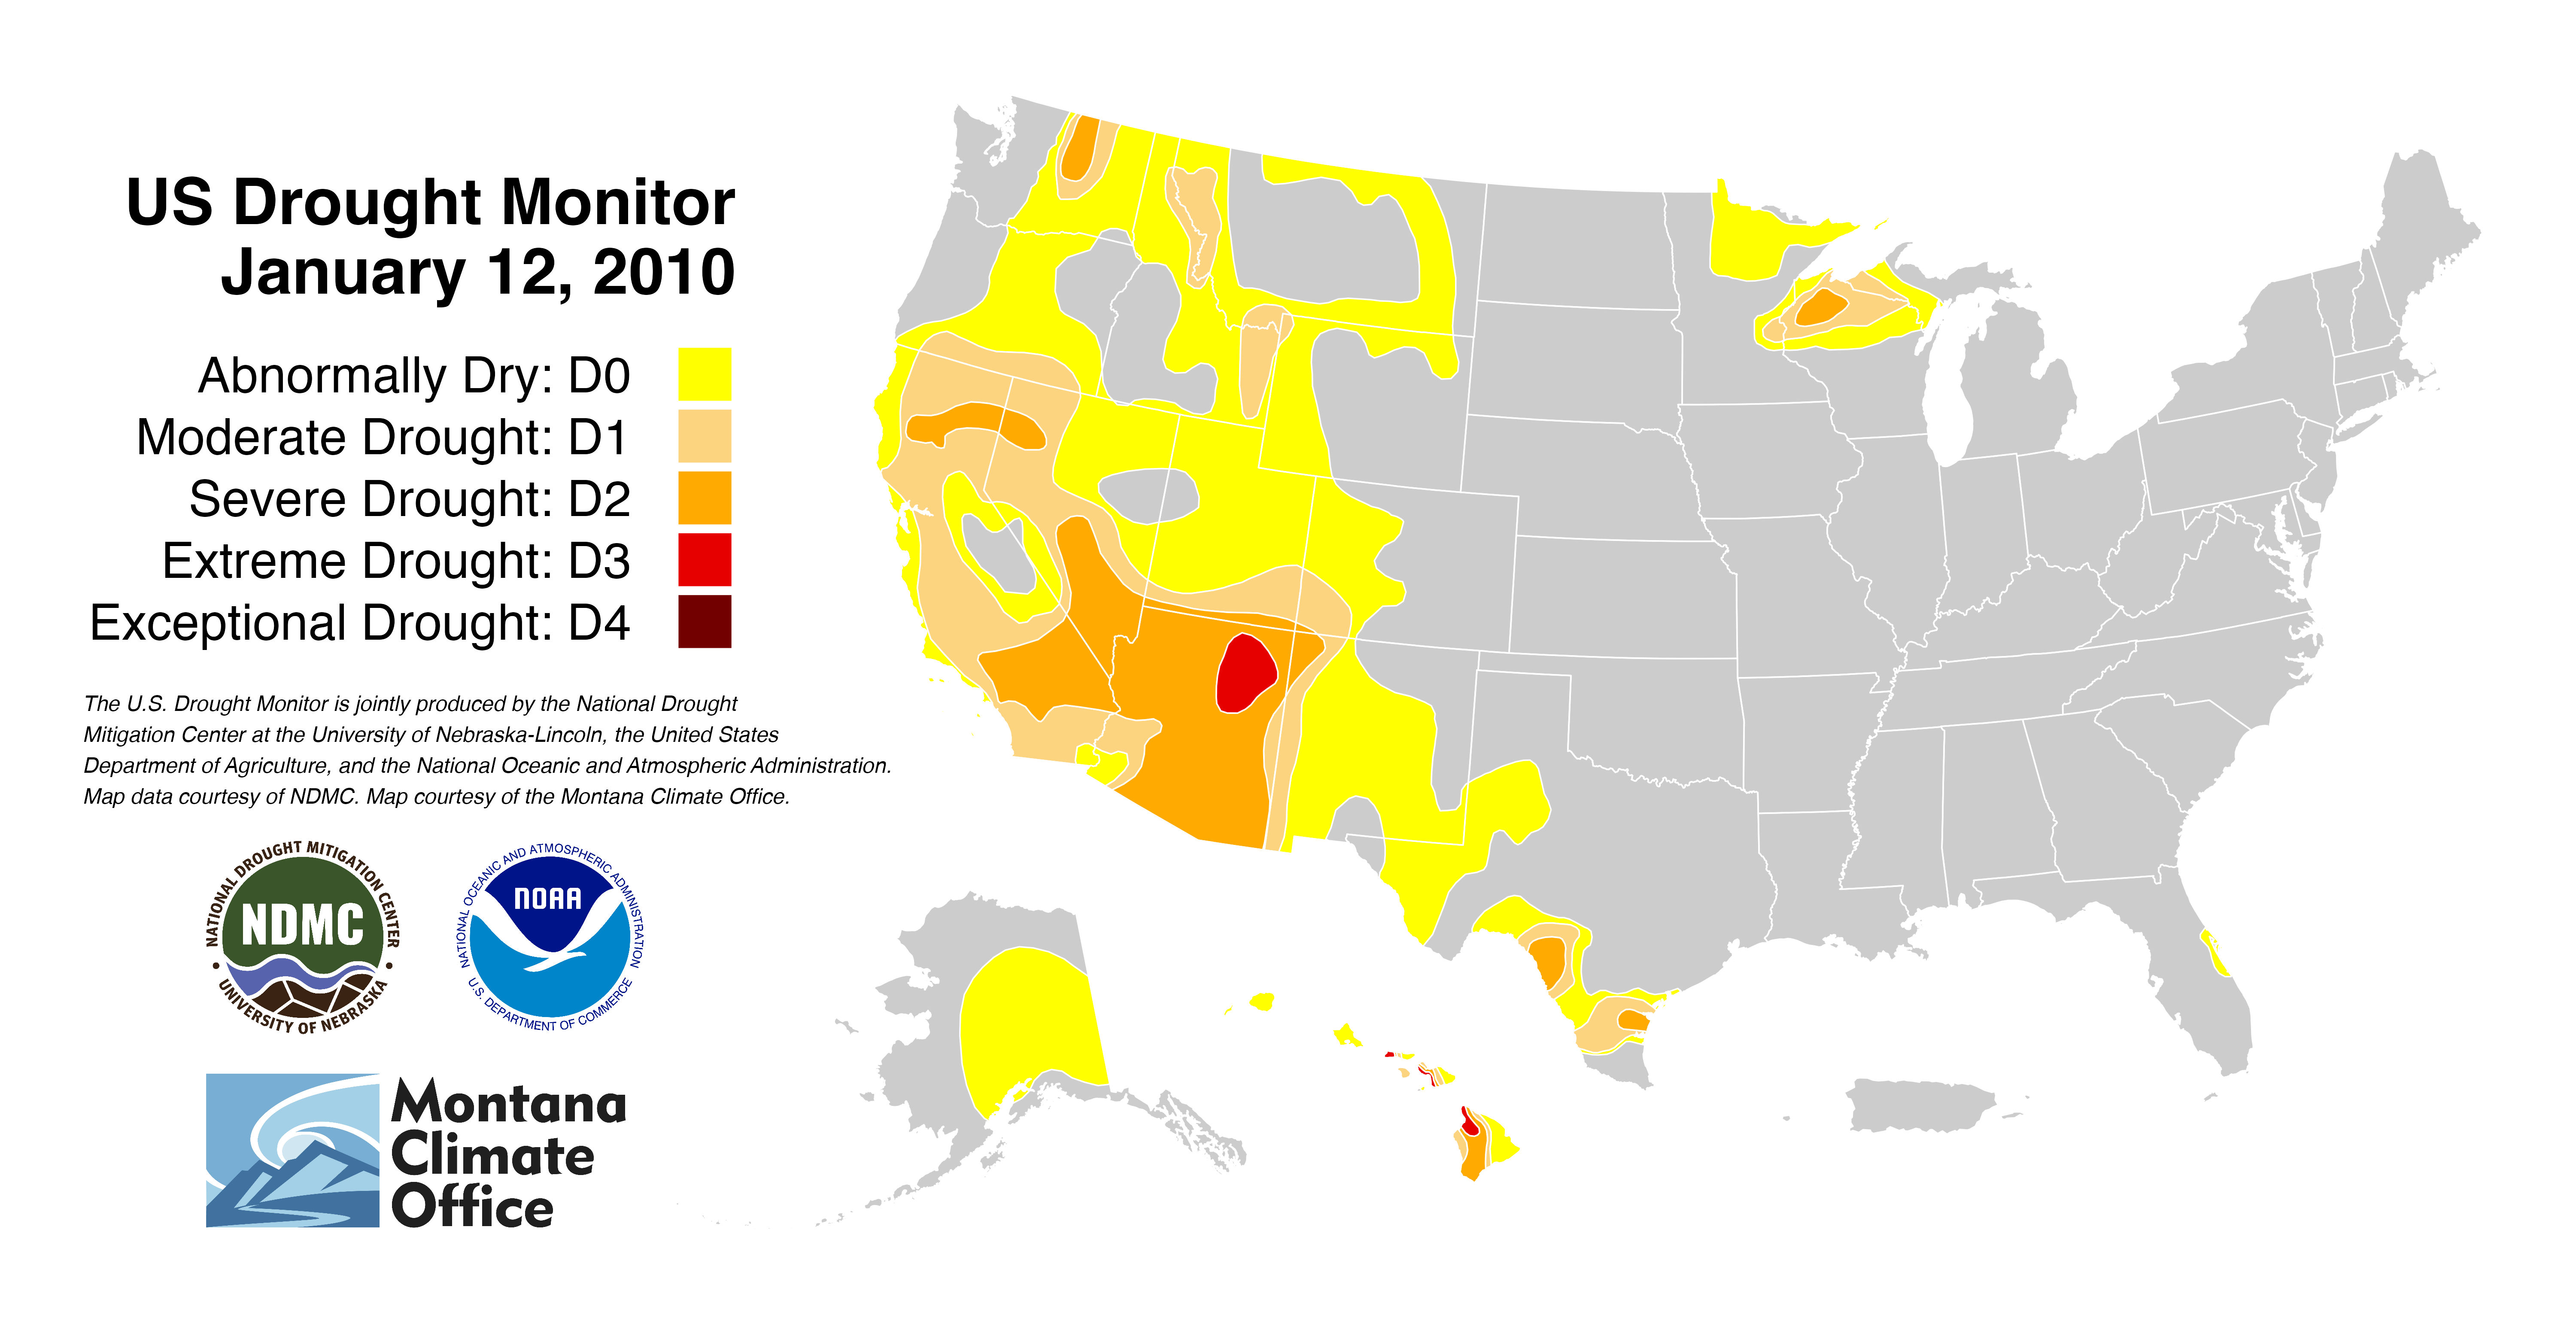 US Drought Monitor
January 12, 2010
Abnormally Dry: D0
Moderate Drought: D1
Severe Drought: D2
Extreme Drought: D3
Exceptional Drought: D4
The U.S. Drought Monitor is jointly produced by the National Drought
Mitigation Center at the University of Nebraska-Lincoln, the United States
Department of Agriculture, and the National Oceanic and Atmospheric Administration.
Map data courtesy of NDMC. Map courtesy of the Montana Climate Office.
NATIONAL DROUGHT MITIGATION CENTER
NDMC
• UNIVERSITY OF NEBRASKA •
NATIONAL OCEANIC AND ATMOSPHERIC ADMINISTRATION
NOAA
U.S. DEPARTMENT OF COMMERCE
Montana
Climate
Office